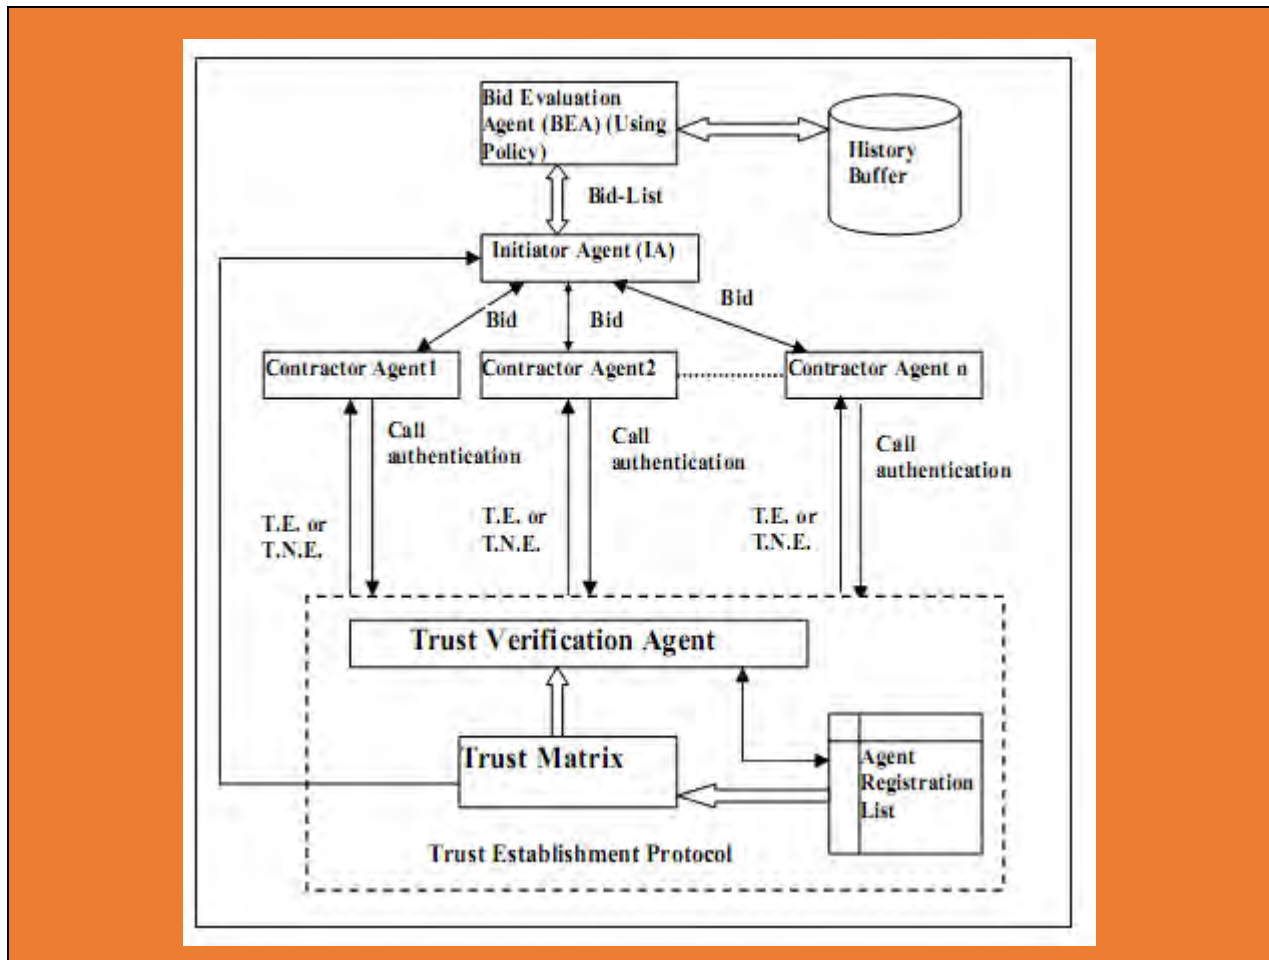 Bid Evaluation
Agent (BEA) (Using
Policy)
History
Buffer
Bid-List
Initiator Agent (IA)
Bid
Bid
Bid
Contractor Agent1
Contractor Agent2
Contractor Agent n
Call
authentication
Call
authentication
Call
authentication
T.E. or
T.N.E.
T.E. or
T.N.E.
T.E. or
T.N.E.
Trust Verification Agent
Trust Matrix
Agent
Registration
List
Trust Establishment Protocol